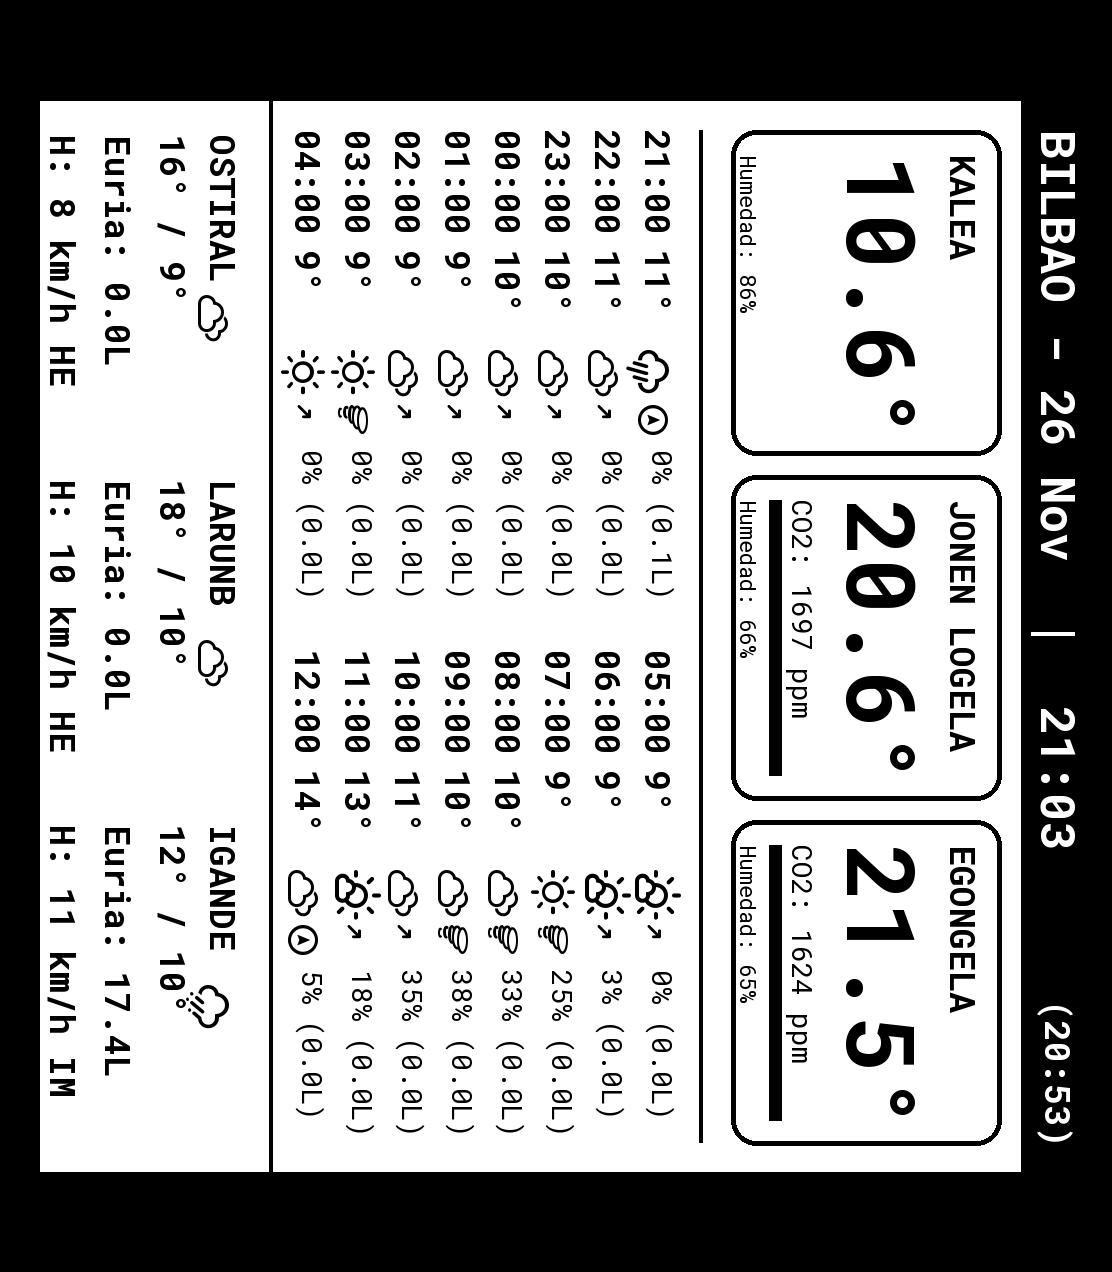 BILBAO - 26 Nov | 21:03 (20:53)
KALEA
10.6°
Humedad: 86%
JONEN LOGELA
20.6°
CO2: 1697 ppm
Humedad: 66%
EGONGELA
21.5°
CO2: 1624 ppm
Humedad: 65%
21:00 11° 0% (0.1L)
22:00 11° 0% (0.0L)
23:00 10° 0% (0.0L)
00:00 10° 0% (0.0L)
01:00 9° 0% (0.0L)
02:00 9° 0% (0.0L)
03:00 9° 0% (0.0L)
04:00 9° 0% (0.0L)
05:00 9° 0% (0.0L)
06:00 9° 3% (0.0L)
07:00 9° 25% (0.0L)
08:00 10° 33% (0.0L)
09:00 10° 38% (0.0L)
10:00 11° 35% (0.0L)
11:00 13° 18% (0.0L)
12:00 14° 5% (0.0L)
OSTIRAL
16° / 9°
Euria: 0.0L
H: 8 km/h HE
LARUNB
18° / 10°
Euria: 0.0L
H: 10 km/h HE
IGANDE
12° / 10°
Euria: 17.4L
H: 11 km/h IM